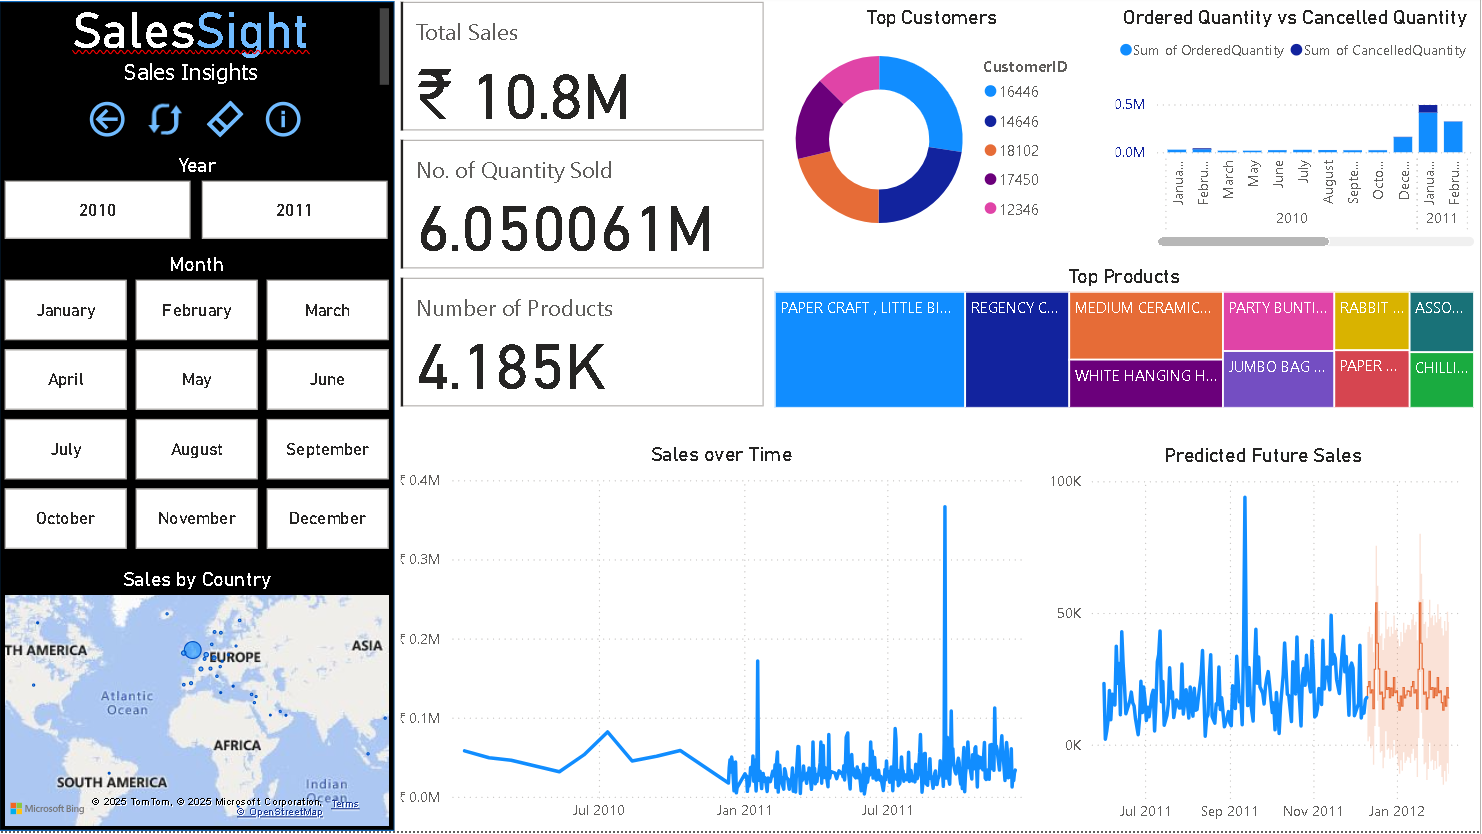 SalesSight
Sales Insights
Year
2010
2011
Month
January
February
March
April
May
June
July
August
September
October
November
December
Sales by Country
TH AMERICA
EUROPE
ASIA
Atlantic
Ocean
AFRICA
SOUTH AMERICA
Indian
Ocean
Microsoft Bing
© 2025 TomTom, © 2025 Microsoft Corporation, Terms
© OpenStreetMap
Total Sales
₹ 10.8M
No. of Quantity Sold
6.050061M
Number of Products
4.185K
Top Customers
CustomerID
16446
14646
18102
17450
12346
Ordered Quantity vs Cancelled Quantity
Sum of OrderedQuantity
Sum of CancelledQuantity
0.5M
0.0M
Janua...
Febru...
March
May
June
July
August
Septe...
Octo...
Dece...
Janua...
Febru...
2010
2011
Top Products
PAPER CRAFT , LITTLE BI...
REGENCY C...
MEDIUM CERAMIC...
WHITE HANGING H...
PARTY BUNTI...
JUMBO BAG ...
RABBIT ...
PAPER ...
ASSO...
CHILLI...
Sales over Time
₹ 0.4M
₹ 0.3M
₹ 0.2M
₹ 0.1M
₹ 0.0M
Jul 2010
Jan 2011
Jul 2011
Predicted Future Sales
100K
50K
0K
Jul 2011
Sep 2011
Nov 2011
Jan 2012